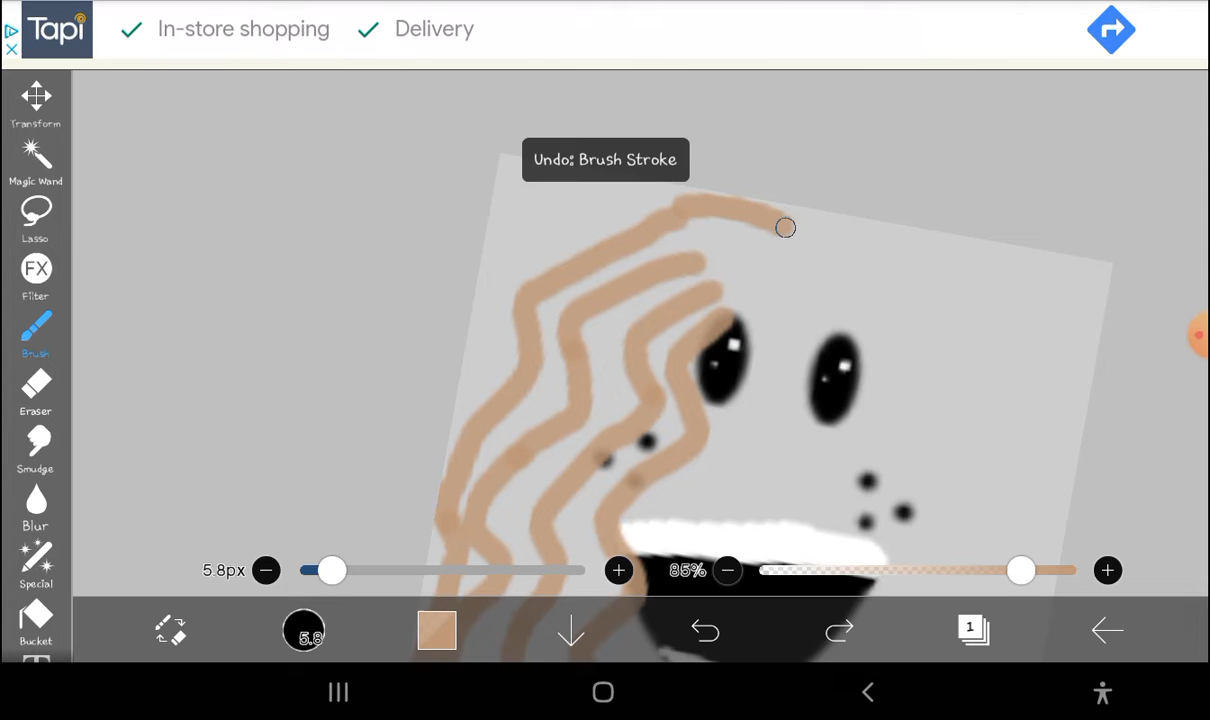 Tapi
In-store shopping
Delivery
Transform
Magic Wand
Lasso
FX
Filter
Brush
Eraser
Smudge
Blur
Special
Bucket
Undo: Brush Stroke
5.8px
85%
5.8
1